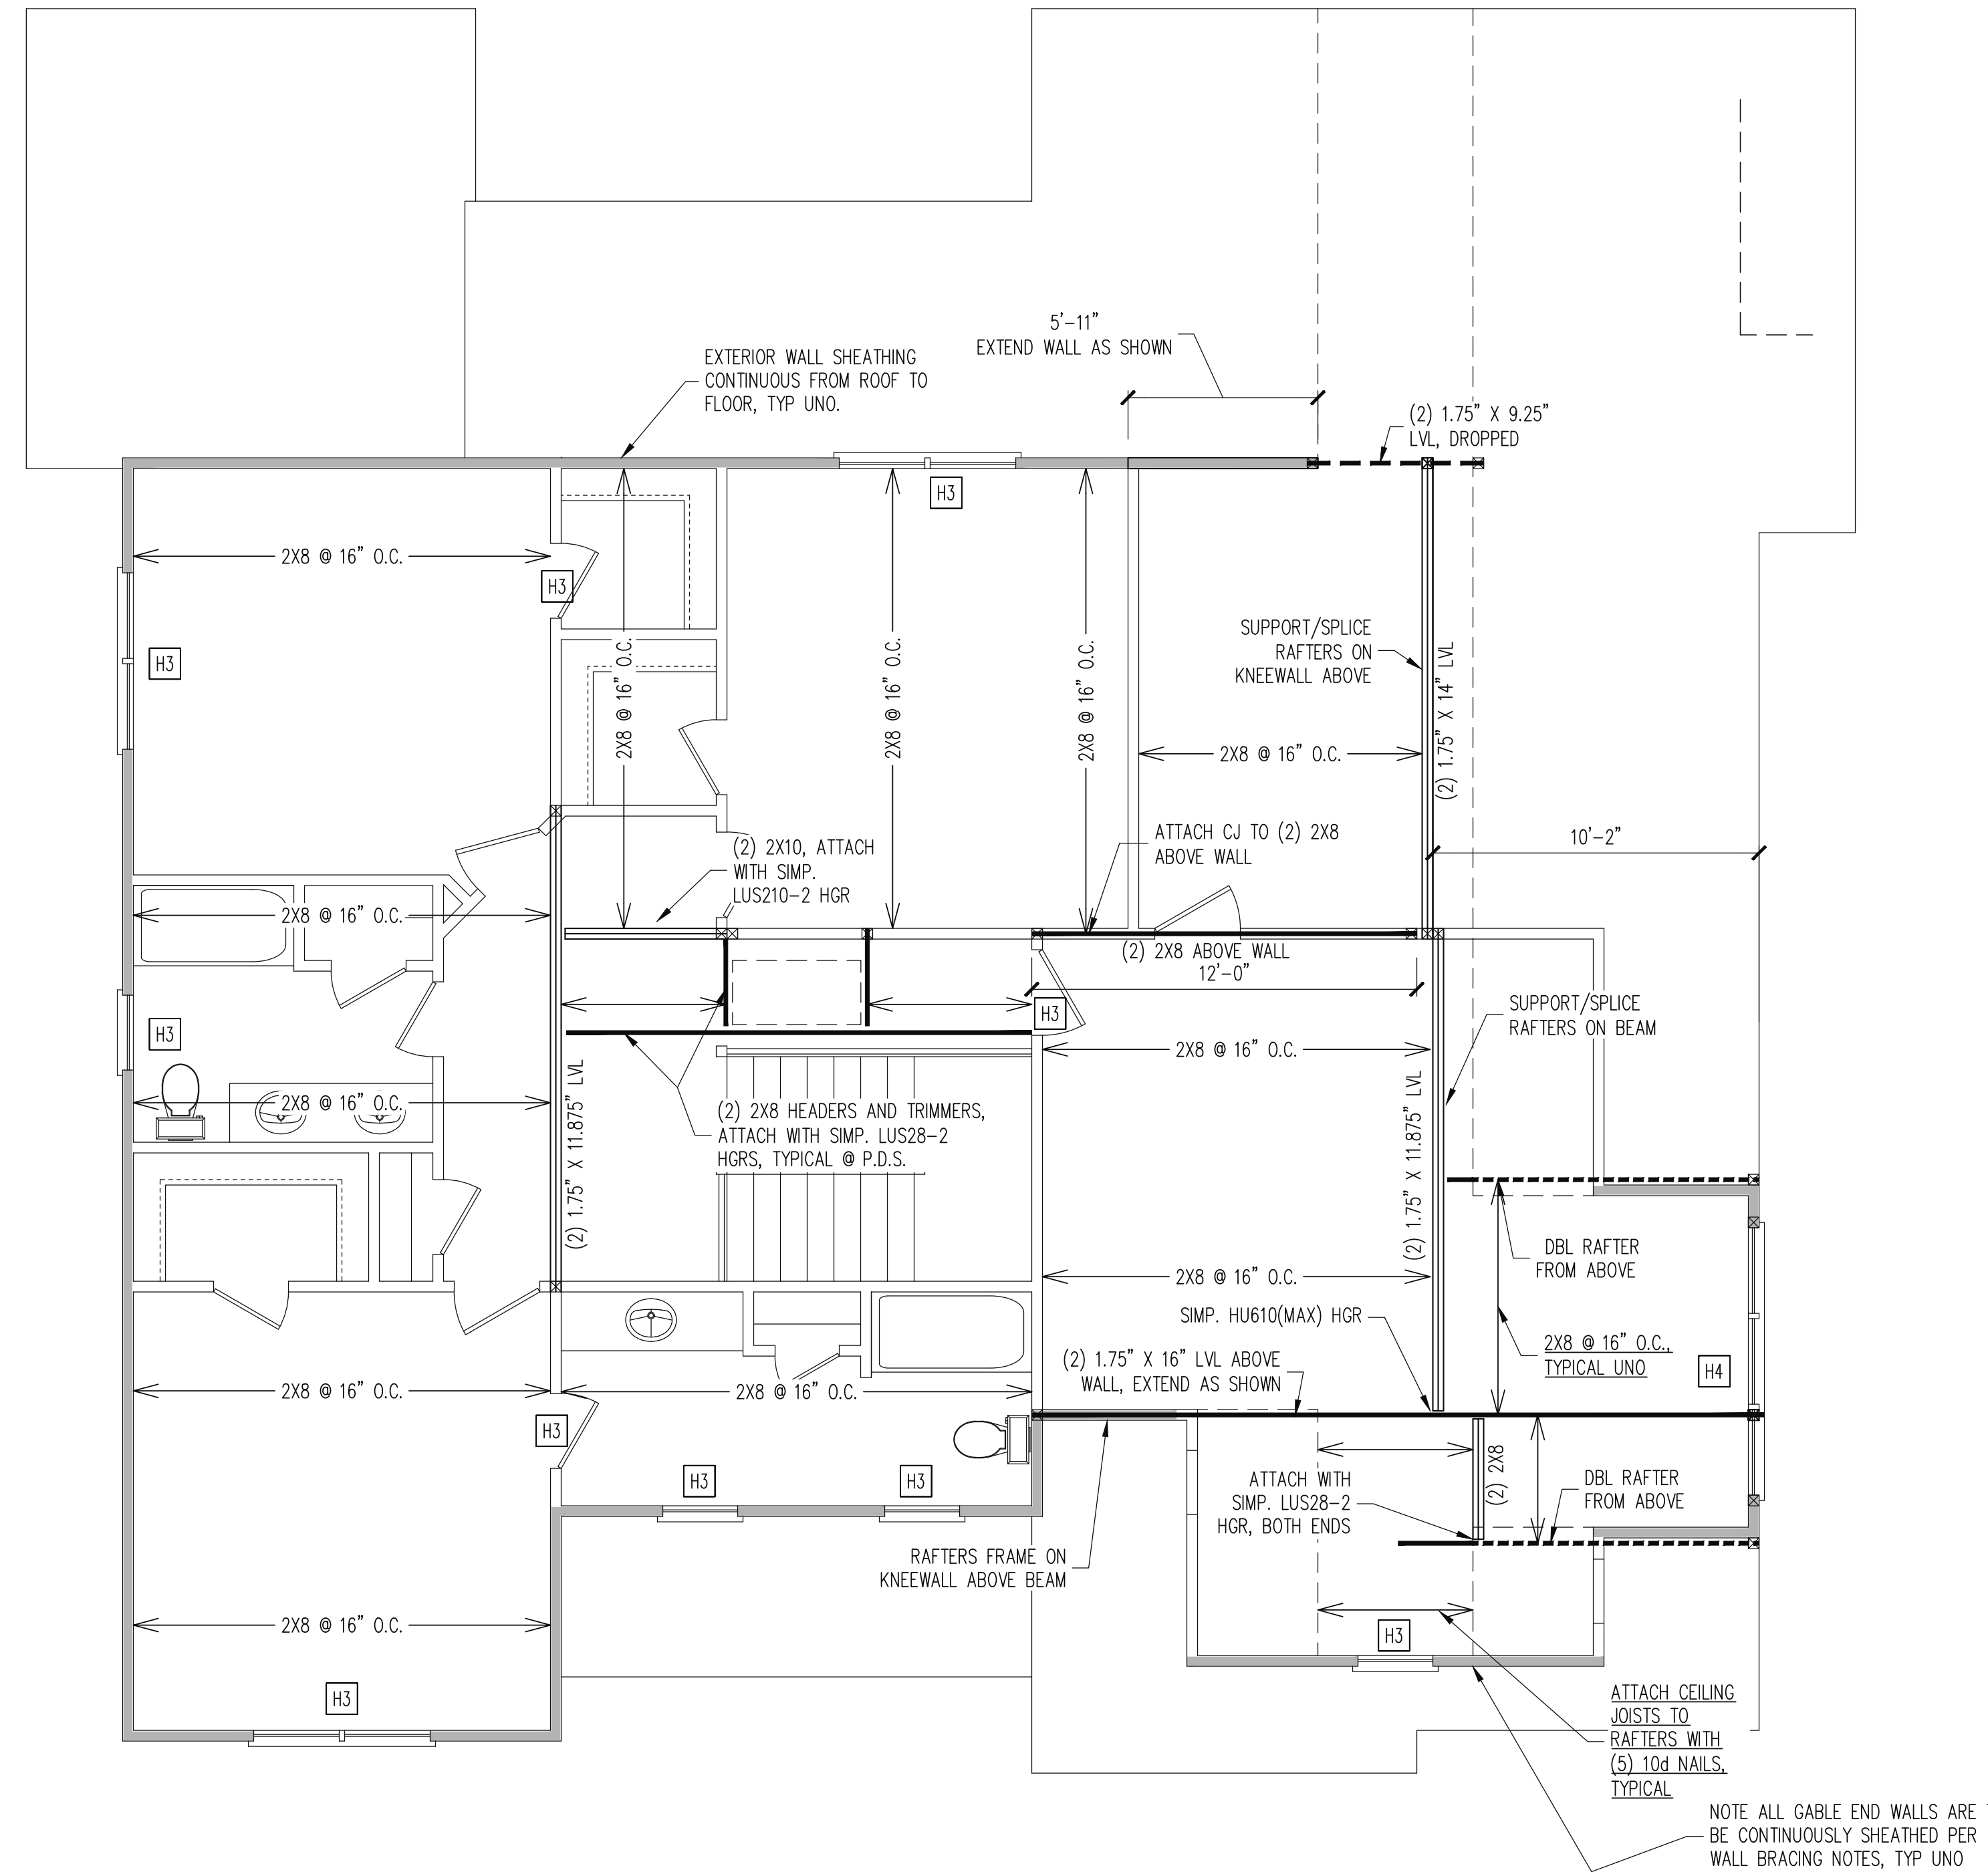 5'-11"
EXTEND WALL AS SHOWN
EXTERIOR WALL SHEATHING
CONTINUOUS FROM ROOF TO
FLOOR, TYP UNO.
(2) 1.75" X 9.25"
LVL, DROPPED
H3
2X8 @ 16" O.C.
H3
H3
2X8 @ 16" O.C.
2X8 @ 16" O.C.
2X8 @ 16" O.C.
SUPPORT/SPLICE
RAFTERS ON
KNEEWALL ABOVE
(2) 1.75" X 14" LVL
2X8 @ 16" O.C.
10'-2"
(2) 2X10, ATTACH
WITH SIMP.
LUS210-2 HGR
ATTACH CJ TO (2) 2X8
ABOVE WALL
2X8 @ 16" O.C.
(2) 2X8 ABOVE WALL
12'-0"
H3
H3
SUPPORT/SPLICE
RAFTERS ON BEAM
2X8 @ 16" O.C.
2X8 @ 16" O.C.
(2) 1.75" X 11.875" LVL
(2) 2X8 HEADERS AND TRIMMERS,
ATTACH WITH SIMP. LUS28-2
HGRS, TYPICAL @ P.D.S.
(2) 1.75" X 11.875" LVL
DBL RAFTER
FROM ABOVE
2X8 @ 16" O.C.
SIMP. HU610(MAX) HGR
2X8 @ 16" O.C.,
TYPICAL UNO
H4
(2) 1.75" X 16" LVL ABOVE
WALL, EXTEND AS SHOWN
2X8 @ 16" O.C.
2X8 @ 16" O.C.
H3
H3
H3
ATTACH WITH
SIMP. LUS28-2
HGR, BOTH ENDS
(2) 2X8
DBL RAFTER
FROM ABOVE
RAFTERS FRAME ON
KNEEWALL ABOVE BEAM
2X8 @ 16" O.C.
H3
H3
ATTACH CEILING
JOISTS TO
RAFTERS WITH
(5) 10d NAILS,
TYPICAL
NOTE ALL GABLE END WALLS ARE
BE CONTINUOUSLY SHEATHED PER
WALL BRACING NOTES, TYP UNO